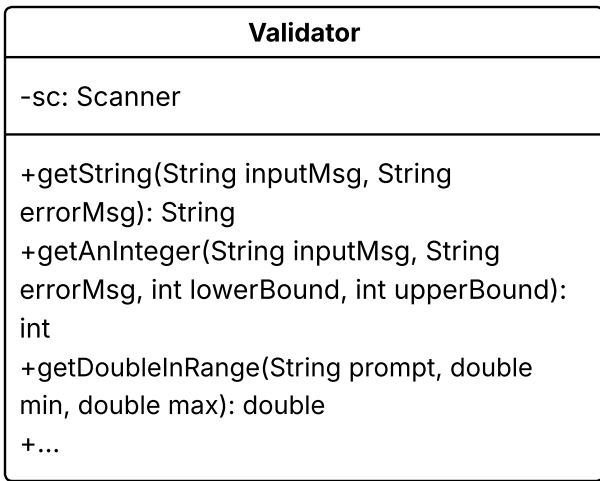 Validator
-sc: Scanner
+getString(String inputMsg, String
errorMsg): String
+getAnInteger(String inputMsg, String
errorMsg, int lowerBound, int upperBound):
int
+getDoubleInRange(String prompt, double
min, double max): double
+...